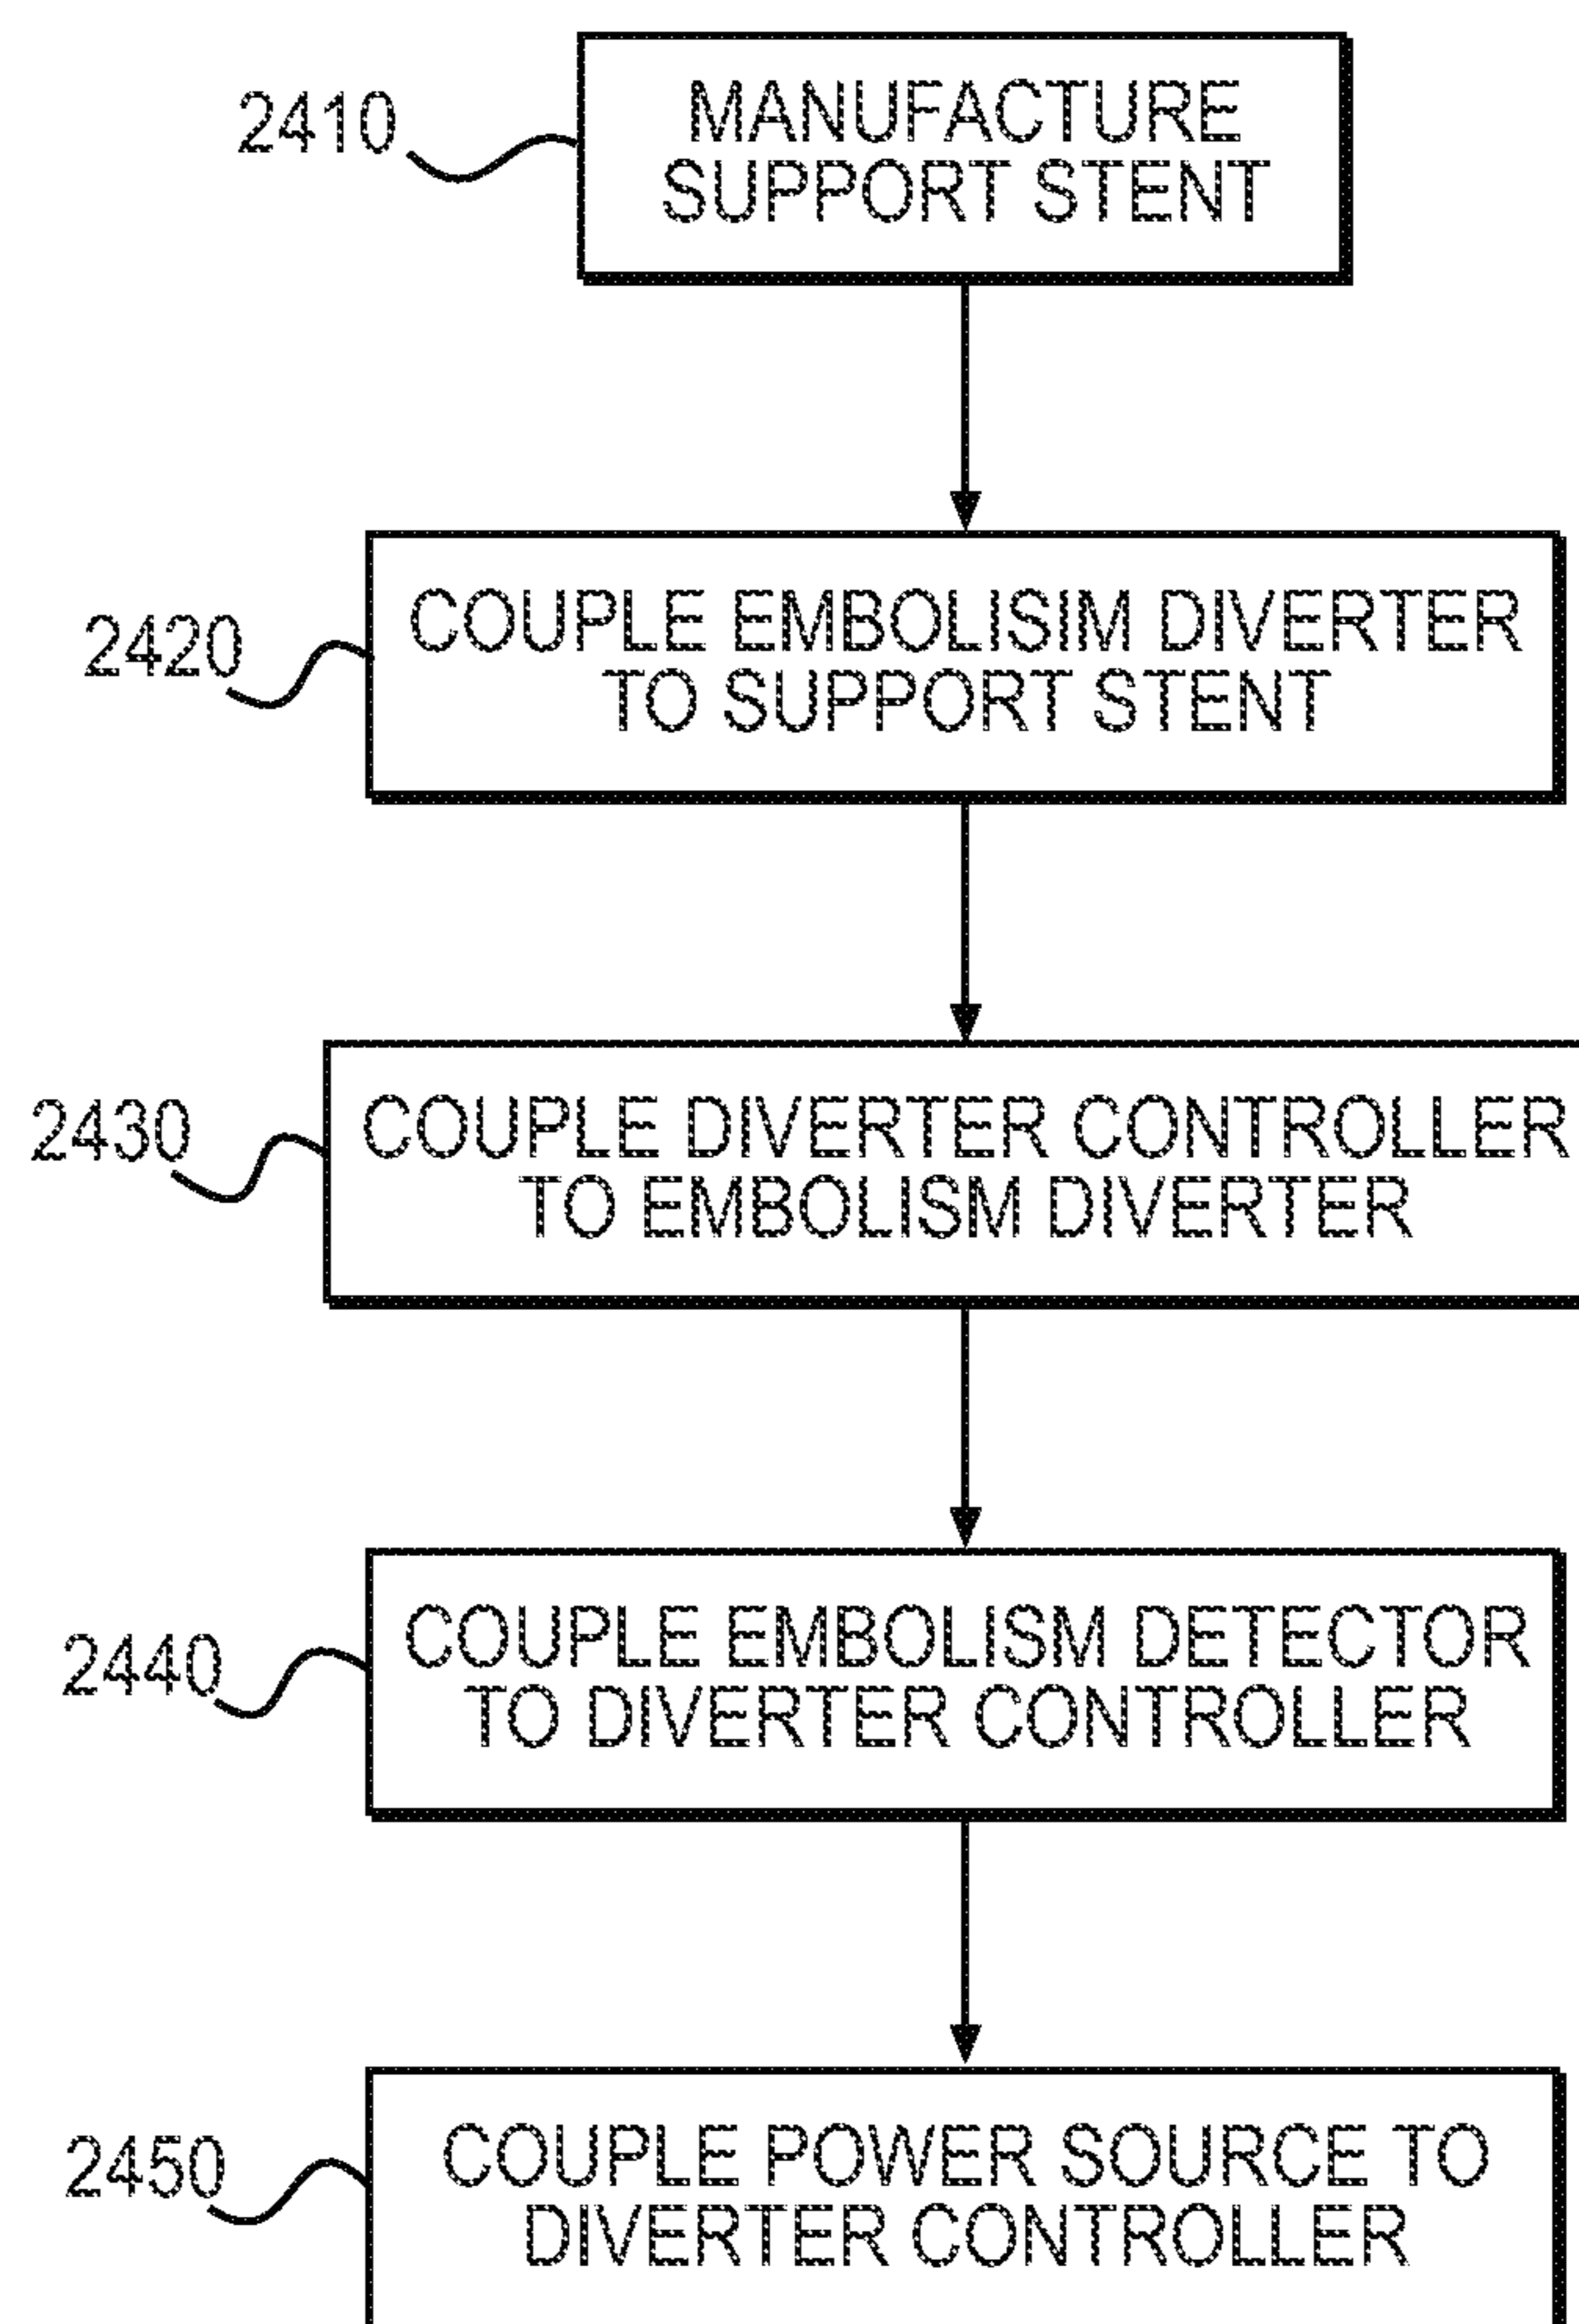 2410
MANUFACTURE
SUPPORT STENT
2420
COUPLE EMBOLISIM DIVERTER
TO SUPPORT STENT
2430
COUPLE DIVERTER CONTROLLER
TO EMBOLISM DIVERTER
2440
COUPLE EMBOLISM DETECTOR
TO DIVERTER CONTROLLER
2450
COUPLE POWER SOURCE TO
DIVERTER CONTROLLER